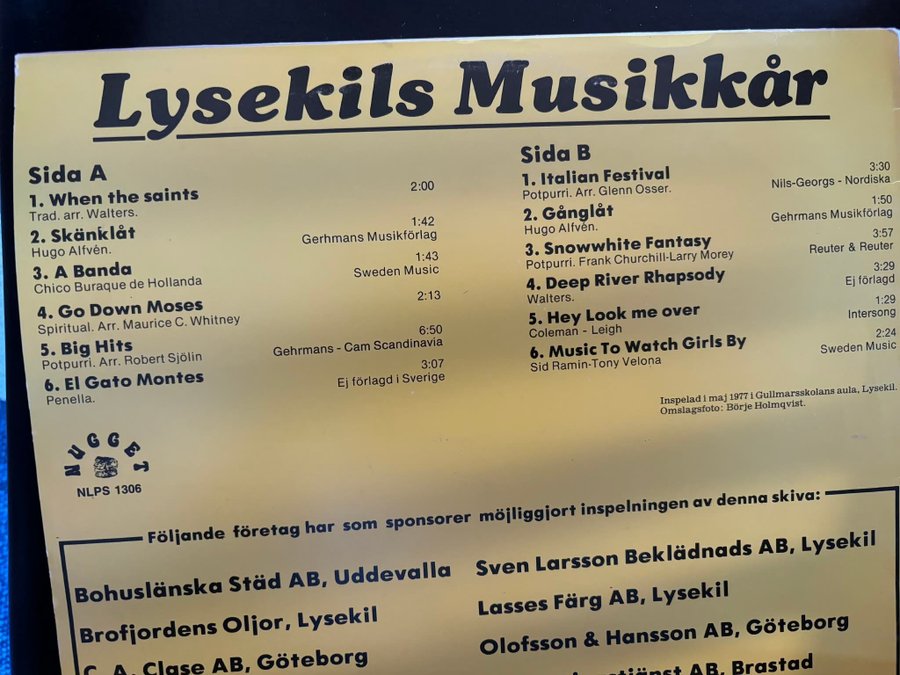 Lysekils Musikkår
Sida A
1. When the saints 2:00
Trad. arr. Walters.
2. Skänklåt 1:42
Hugo Alfvén. Gerhmans Musikförlag
3. A Banda 1:43
Chico Buraque de Hollanda Sweden Music
4. Go Down Moses 2:13
Spiritual. Arr. Maurice C. Whitney
5. Big Hits 6:50
Potpurri. Arr. Robert Sjölin Gehrmans - Cam Scandinavia
6. El Gato Montes 3:07
Penella. Ej förlagd i Sverige
Sida B
1. Italian Festival 3:30
Potpurri. Arr. Glenn Osser. Nils-Georgs - Nordiska
2. Gånglåt 1:50
Hugo Alfvén. Gehrmans Musikförlag
3. Snowwhite Fantasy 3:57
Potpurri. Frank Churchill-Larry Morey Reuter & Reuter
4. Deep River Rhapsody 3:29
Walters. Ej förlagd
5. Hey Look me over 1:29
Coleman - Leigh Intersong
6. Music To Watch Girls By 2:24
Sid Ramin-Tony Velona Sweden Music
Inspelad i maj 1977 i Gullmarsskolans aula, Lysekil.
Omslagsfoto: Börje Holmqvist.
NUGGET
NLPS 1306
Följande företag har som sponsorer möjliggjort inspelningen av denna skiva:
Bohuslänska Städ AB, Uddevalla
Brofjordens Oljor, Lysekil
C. A. Clase AB, Göteborg
Sven Larsson Beklädnads AB, Lysekil
Lasses Färg AB, Lysekil
Olofsson & Hansson AB, Göteborg
AB, Brastad